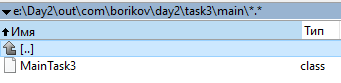 ▼ e:\Day2\out\com\borikov\day2\task3\main\*.*
↑ Имя Тип
[..]
MainTask3 class